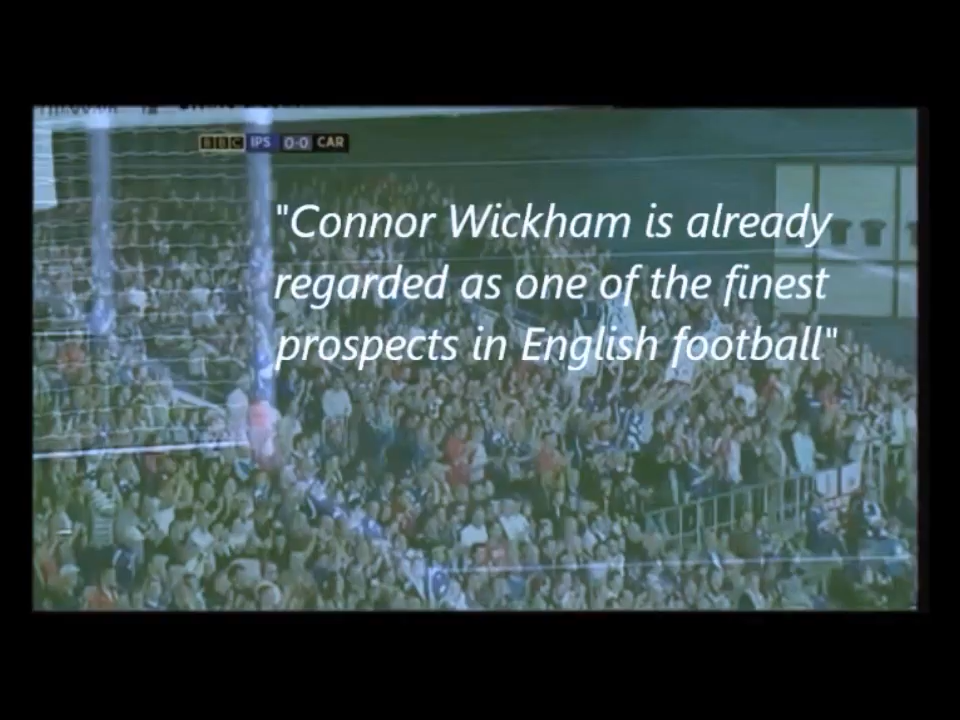 BBC IPS 0-0 CAR
"Connor Wickham is already
regarded as one of the finest
prospects in English football"